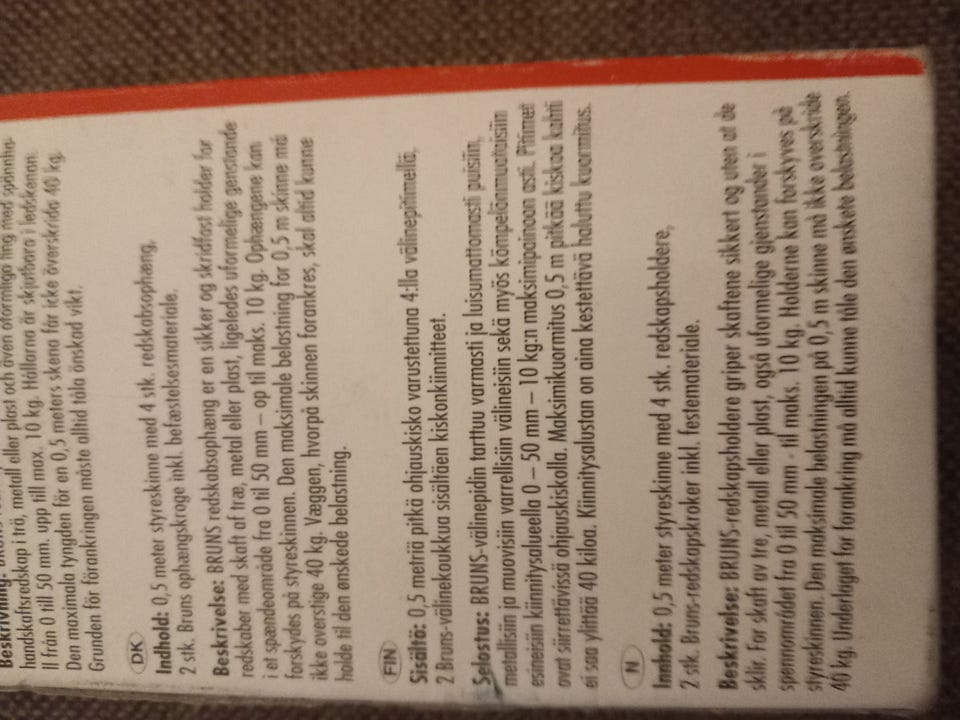 Beskrivning:
handskaftsredskap i trä, metall eller plast och även oformliga ting med spännhå-
ll från 0 till 50 mm. upp till max. 10 kg. Hållarna är skjutbara i ledskenan.
Den maximala tyngden för en 0,5 meters skena får ikke överskrida 40 kg.
Grunden för förankringen måste alltid tåla önskad vikt.
DK
Indhold: 0,5 meter styreskinne med 4 stk. redskabsophæng,
2 stk. Bruns ophængskroge inkl. befæstelsesmateriale.
Beskrivelse: BRUNS redskabsophæng er en sikker og skridfast holder for
redskaber med skaft af træ, metal eller plast, ligeledes uformelige genstande
i et spændeområde fra 0 til 50 mm – op til maks. 10 kg. Ophængene kan
forskydes på styreskinnen. Den maksimale belastning for 0,5 m skinne må
ikke overstige 40 kg. Væggen, hvorpå skinnen forankres, skal altid kunne
holde til den ønskede belastning.
FIN
Sisältö: 0,5 metriä pitkä ohjauskisko varustettuna 4:lla välinepitimellä,
2 Bruns-välinekoukkua sisältäen kiskonkiinnitteet.
Selostus: BRUNS-välinepidin tarttuu varmasti ja luisumattomasti puisiin,
metallisiin ja muovisiin varrellisiin välineisiin sekä myös kömpelönmuotoisiin
esineisiin kiinnitysalueella 0 – 50 mm – 10 kg:n maksimipainoon asti. Pitimet
ovat siirrettävissä ohjauskiskolla. Maksimikuormitus 0,5 m pitkää kiskoa kohti
ei saa ylittää 40 kiloa. Kiinnitysalustan on aina kestettävä haluttu kuormitus.
N
Innhold: 0,5 meter styreskinne med 4 stk. redskapsholdere,
2 stk. Bruns-redskapskroker inkl. festemateriale.
Beskrivelse: BRUNS-redskapsholdere griper skaftene sikkert og uten at de
sklir. For skaft av tre, metall eller plast, også uformelige gjenstander i
spennområdet fra 0 til 50 mm - til maks. 10 kg. Holderne kan forskyves på
styreskinnen. Den maksimale belastningen på 0,5 m skinne må ikke overskride
40 kg. Underlaget for forankring må alltid kunne tåle den ønskete belastningen.